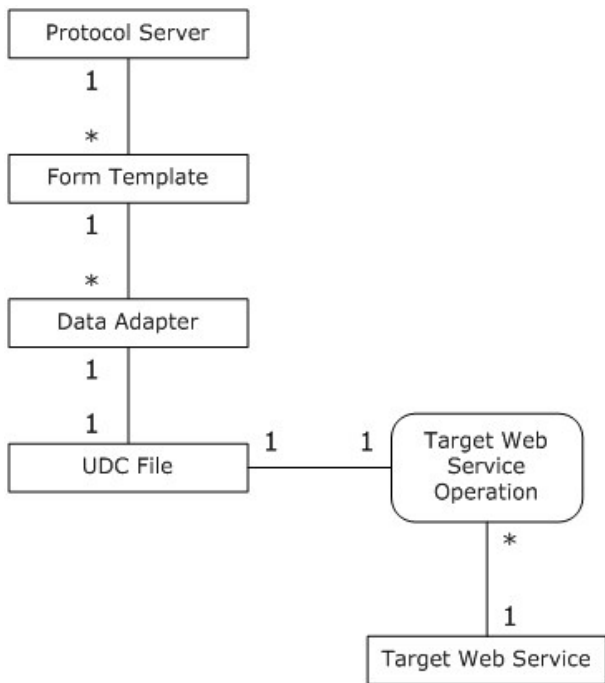 Protocol Server
1
*
Form Template
1
*
Data Adapter
1
1
UDC File
1
1
Target Web
Service
Operation
*
1
Target Web Service